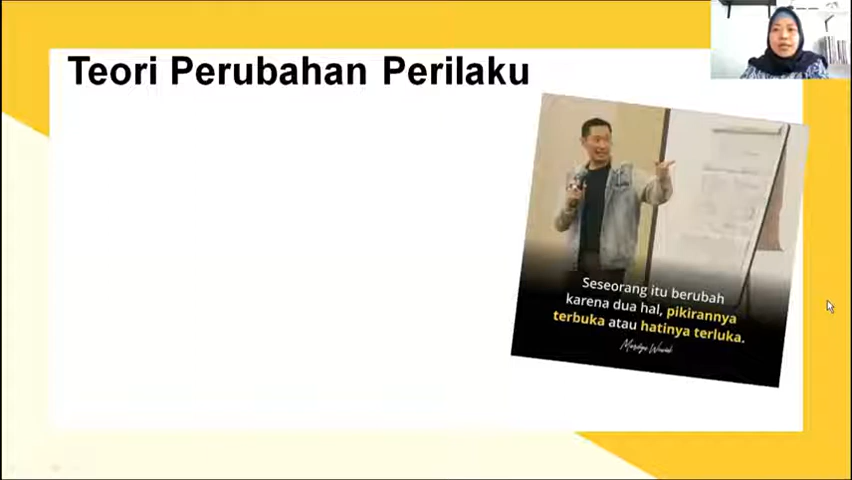 Teori Perubahan Perilaku
Seseorang itu berubah
karena dua hal, pikirannya
terbuka atau hatinya terluka.